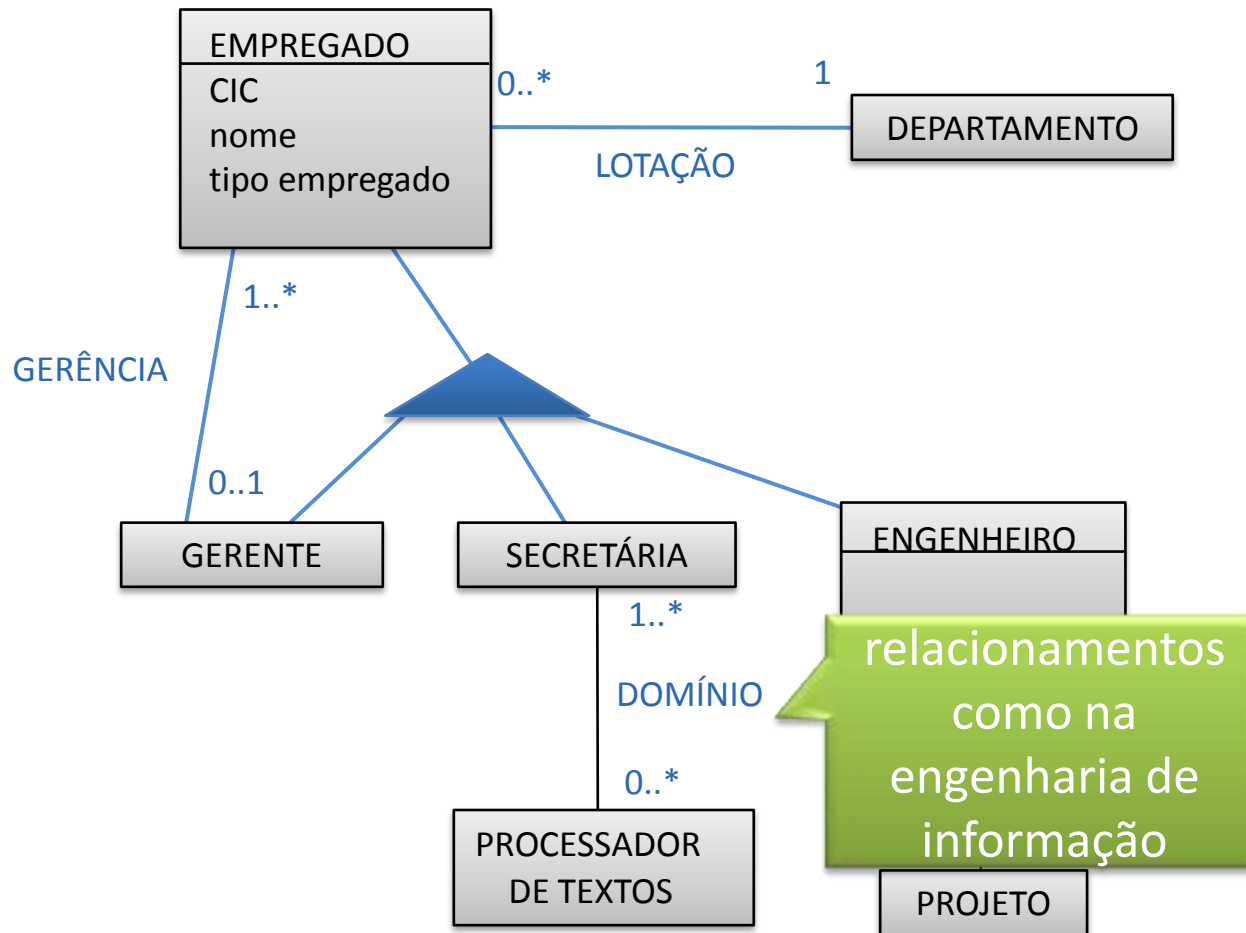 EMPREGADO
CIC
nome
tipo empregado
0..*
1
LOTAÇÃO
DEPARTAMENTO
1..*
GERÊNCIA
0..1
GERENTE
SECRETÁRIA
ENGENHEIRO
1..*
DOMÍNIO
0..*
relacionamentos
como na
engenharia de
informação
PROCESSADOR
DE TEXTOS
PROJETO